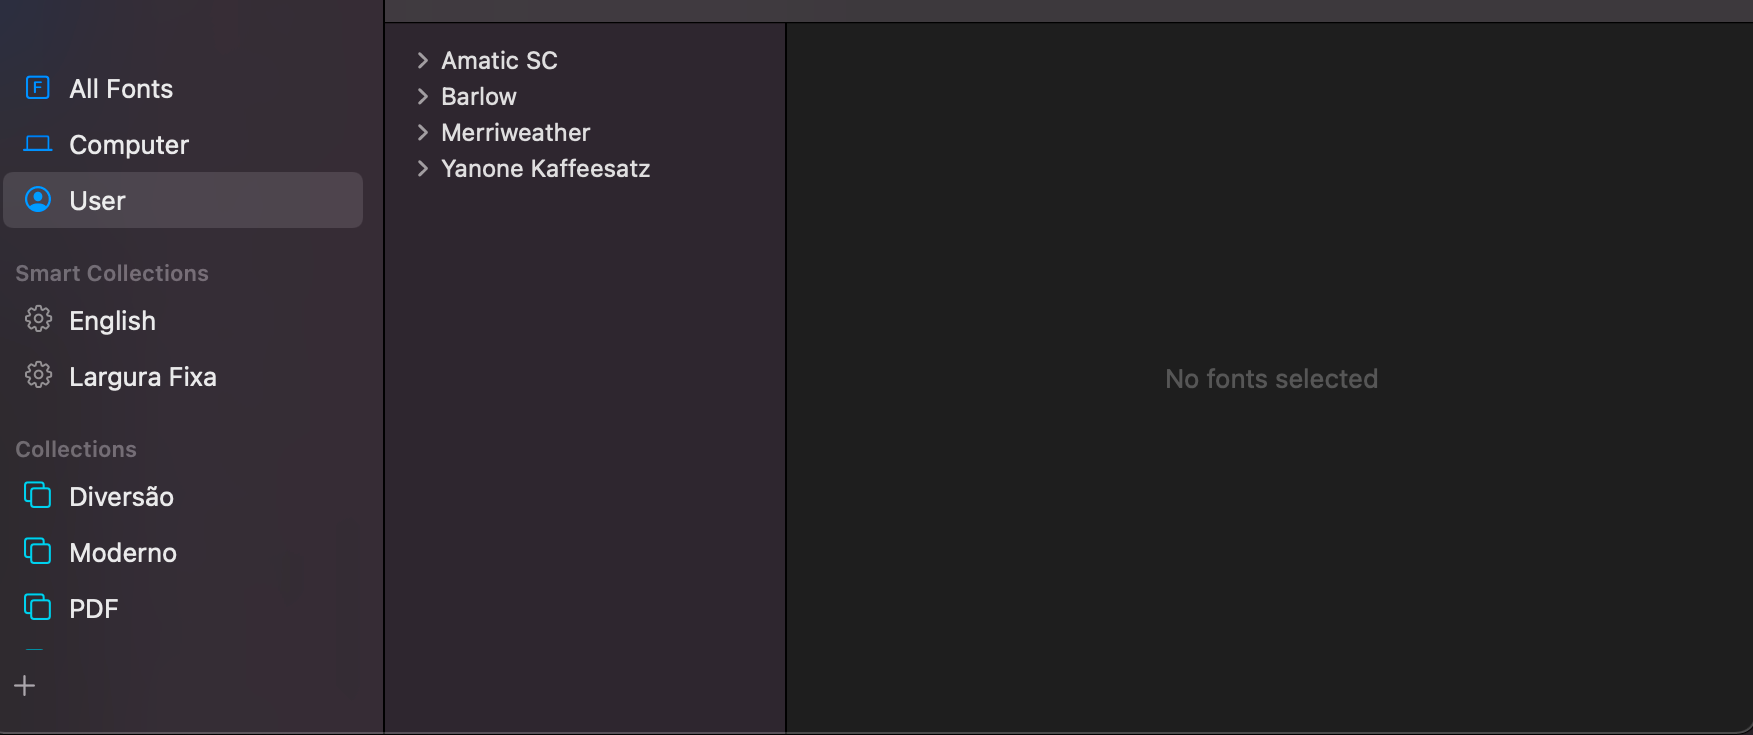 All Fonts
Computer
User
Smart Collections
English
Largura Fixa
Collections
Diversão
Moderno
PDF
Amatic SC
Barlow
Merriweather
Yanone Kaffeesatz
No fonts selected